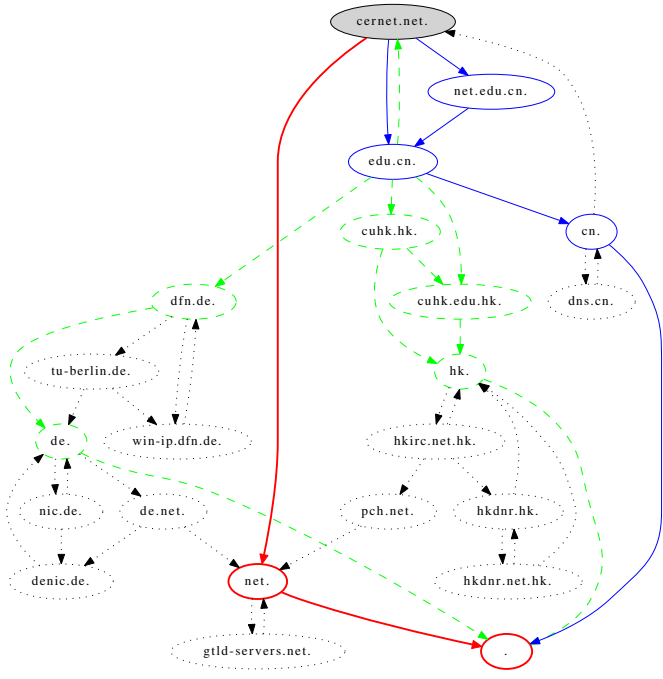 cernet.net.
net.edu.cn.
edu.cn.
cuhk.hk.
cn.
dfn.de.
cuhk.edu.hk.
dns.cn.
tu-berlin.de.
hk.
de.
win-ip.dfn.de.
hkirc.net.hk.
nic.de.
de.net.
pch.net.
hkdnr.hk.
denic.de.
net.
hkdnr.net.hk.
gtld-servers.net.
.